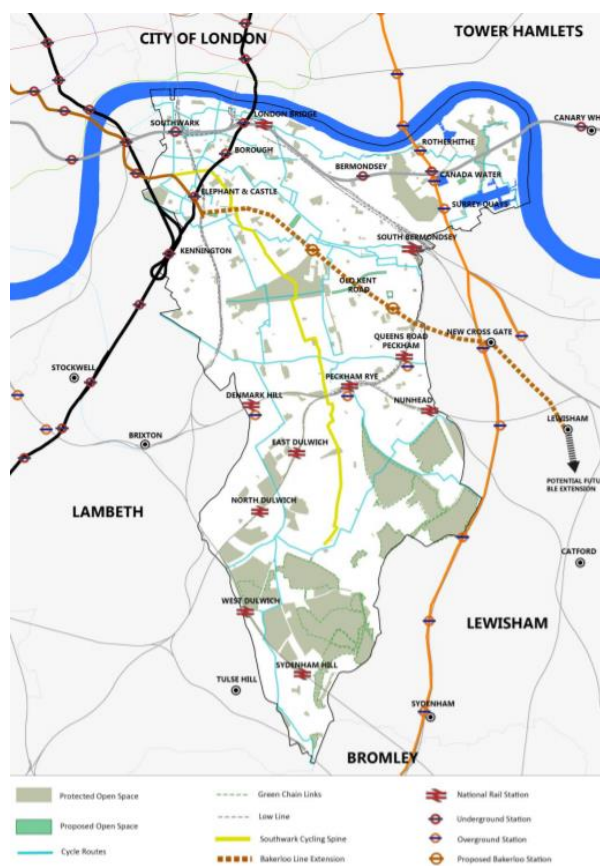 CITY OF LONDON
TOWER HAMLETS
LONDON BRIDGE
SOUTHWARK
CANARY WH
ROTHERHITHE
BOROUGH
BERMONDSEY
CANADA WATER
ELEPHANT & CASTLE
SURREY QUAYS
SOUTH BERMONDSEY
KENNINGTON
OLD KENT
ROAD
NEW CROSS GATE
QUEENS ROAD
PECKHAM
STOCKWELL
PECKHAM RYE
DENMARK HILL
NUNHEAD
LEWISHAM
BRIXTON
EAST DULWICH
POTENTIAL FUTU
BLE EXTENSION
NORTH DULWICH
LAMBETH
CATFORD
WEST DULWICH
LEWISHAM
SYDENHAM HILL
TULSE HILL
SYDENHAM
BROMLEY
Protected Open Space
Green Chain Links
National Rail Station
Low Line
Underground Station
Proposed Open Space
Southwark Cycling Spine
Overground Station
Cycle Routes
Bakerloo Line Extension
Proposed Bakerloo Station